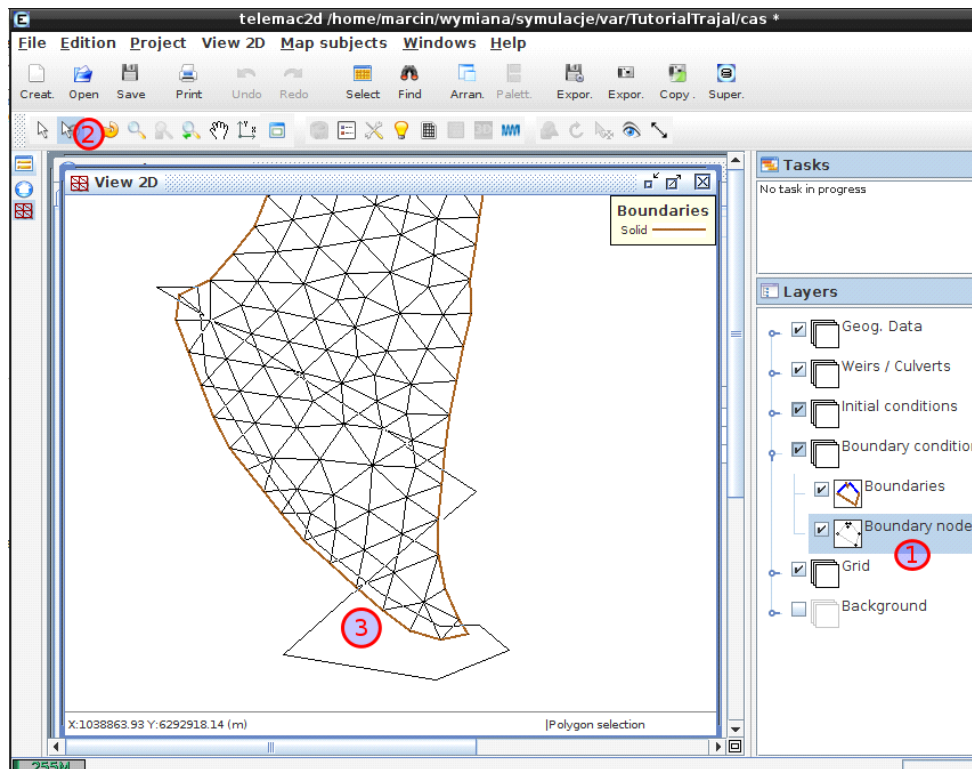 telemac2d /home/marcin/wymiana/symulacje/var/TutorialTrajal/cas *
File Edition Project View 2D Map subjects Windows Help
Creat. Open Save Print Undo Redo Select Find Arran. Palett. Expor. Expor. Copy . Super.
2
View 2D
Boundaries
Solid
3
X:1038863.93 Y:6292918.14 (m) |Polygon selection
Tasks
No task in progress
Layers
Geog. Data
Weirs / Culverts
Initial conditions
Boundary condition
Boundaries
Boundary node
1
Grid
Background
255M